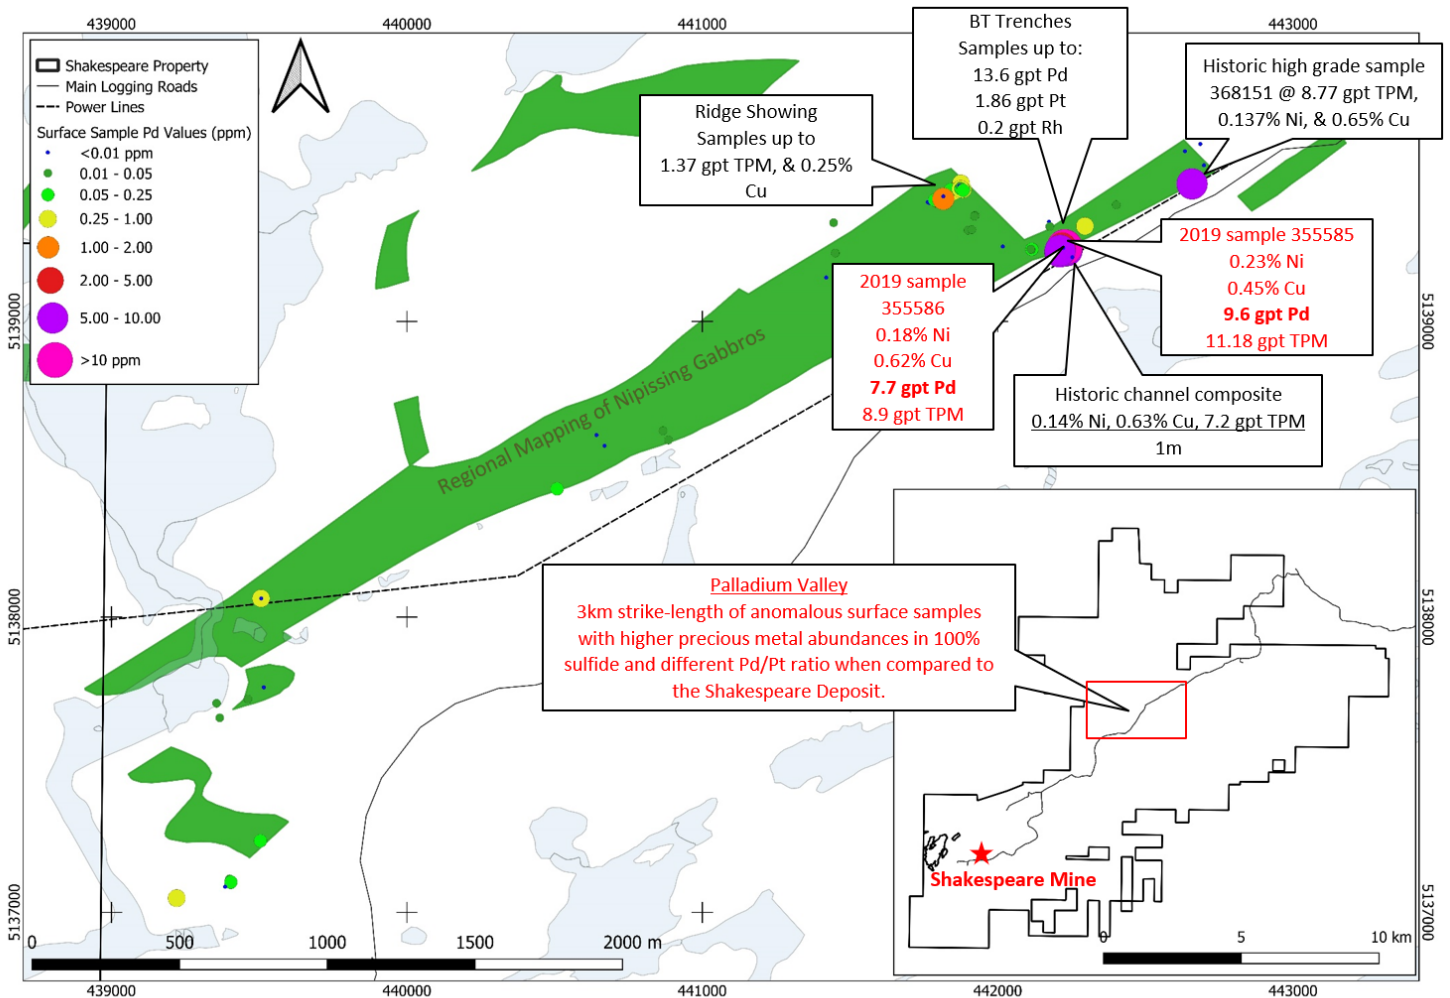 439000
440000
441000
443000
Shakespeare Property
Main Logging Roads
Power Lines
Surface Sample Pd Values (ppm)
<0.01 ppm
0.01 - 0.05
0.05 - 0.25
0.25 - 1.00
1.00 - 2.00
2.00 - 5.00
5.00 - 10.00
>10 ppm
BT Trenches
Samples up to:
13.6 gpt Pd
1.86 gpt Pt
0.2 gpt Rh
Historic high grade sample
368151 @ 8.77 gpt TPM,
0.137% Ni, & 0.65% Cu
Ridge Showing
Samples up to
1.37 gpt TPM, & 0.25%
Cu
2019 sample 355585
0.23% Ni
0.45% Cu
9.6 gpt Pd
11.18 gpt TPM
2019 sample
355586
0.18% Ni
0.62% Cu
7.7 gpt Pd
8.9 gpt TPM
Historic channel composite
0.14% Ni, 0.63% Cu, 7.2 gpt TPM
1m
5139000
5139000
Regional Mapping of Nipissing Gabbros
Palladium Valley
3km strike-length of anomalous surface samples
with higher precious metal abundances in 100%
sulfide and different Pd/Pt ratio when compared to
the Shakespeare Deposit.
5138000
5138000
Shakespeare Mine
0 5 10 km
5137000
5137000
0 500 1000 1500 2000 m
439000
440000
441000
442000
443000